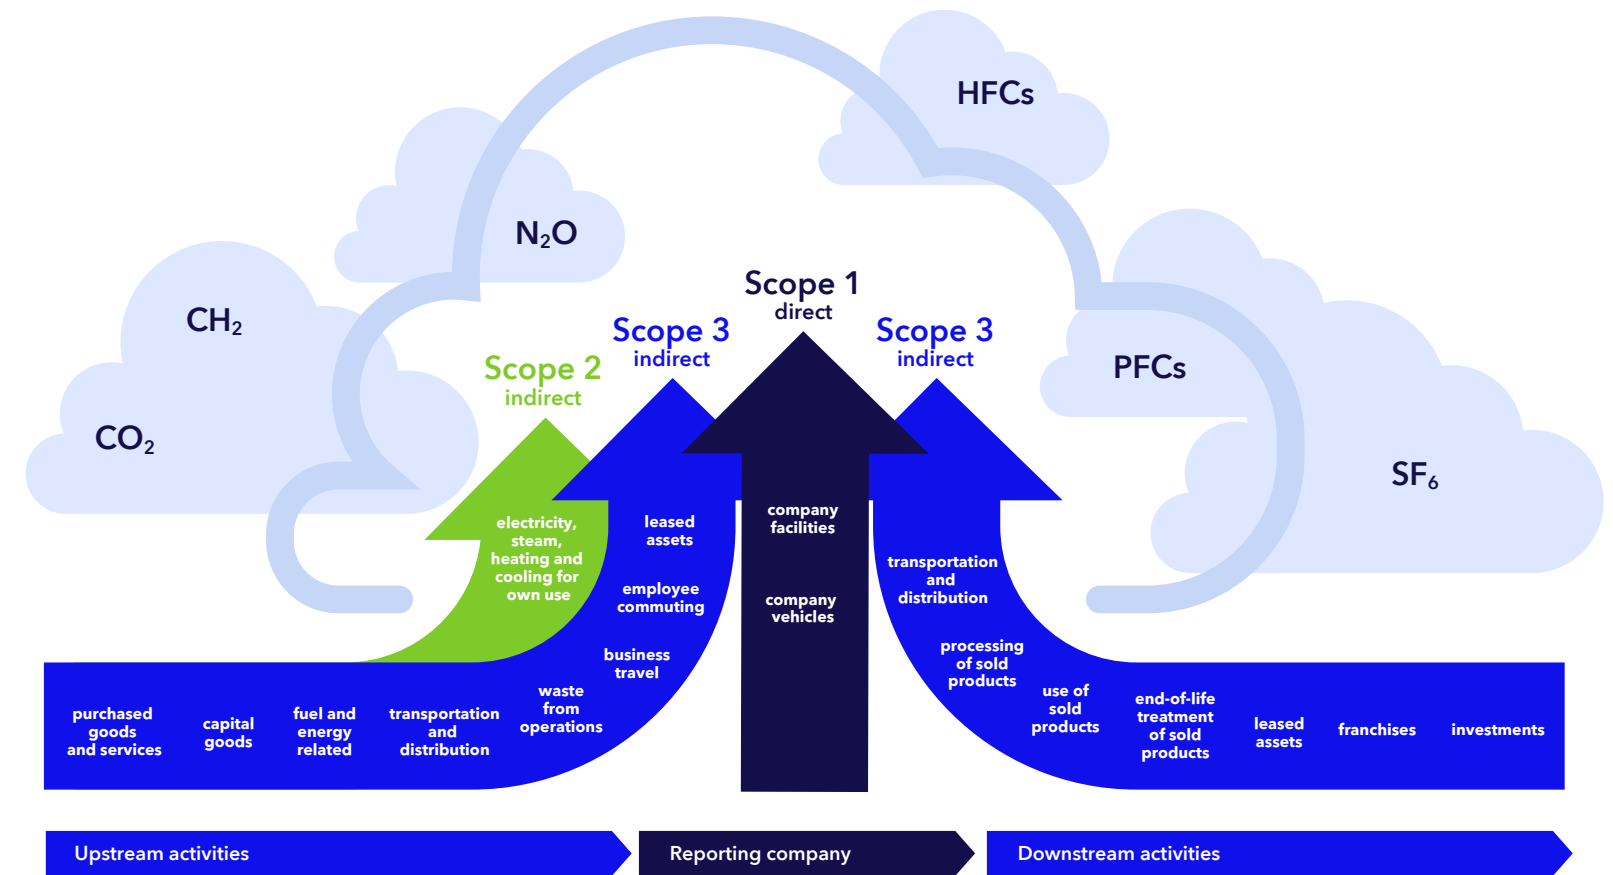 HFCs
N₂O
CH₂
CO₂
PFCs
SF₆
Scope 1
direct
Scope 3
indirect
Scope 3
indirect
Scope 2
indirect
electricity,
steam,
heating and
cooling for
own use
leased
assets
employee
commuting
business
travel
waste
from
operations
transportation
and
distribution
fuel and
energy
related
capital
goods
purchased
goods
and services
company
facilities
company
vehicles
transportation
and
distribution
processing
of sold
products
use of
sold
products
end-of-life
treatment
of sold
products
leased
assets
franchises
investments
Upstream activities
Reporting company
Downstream activities